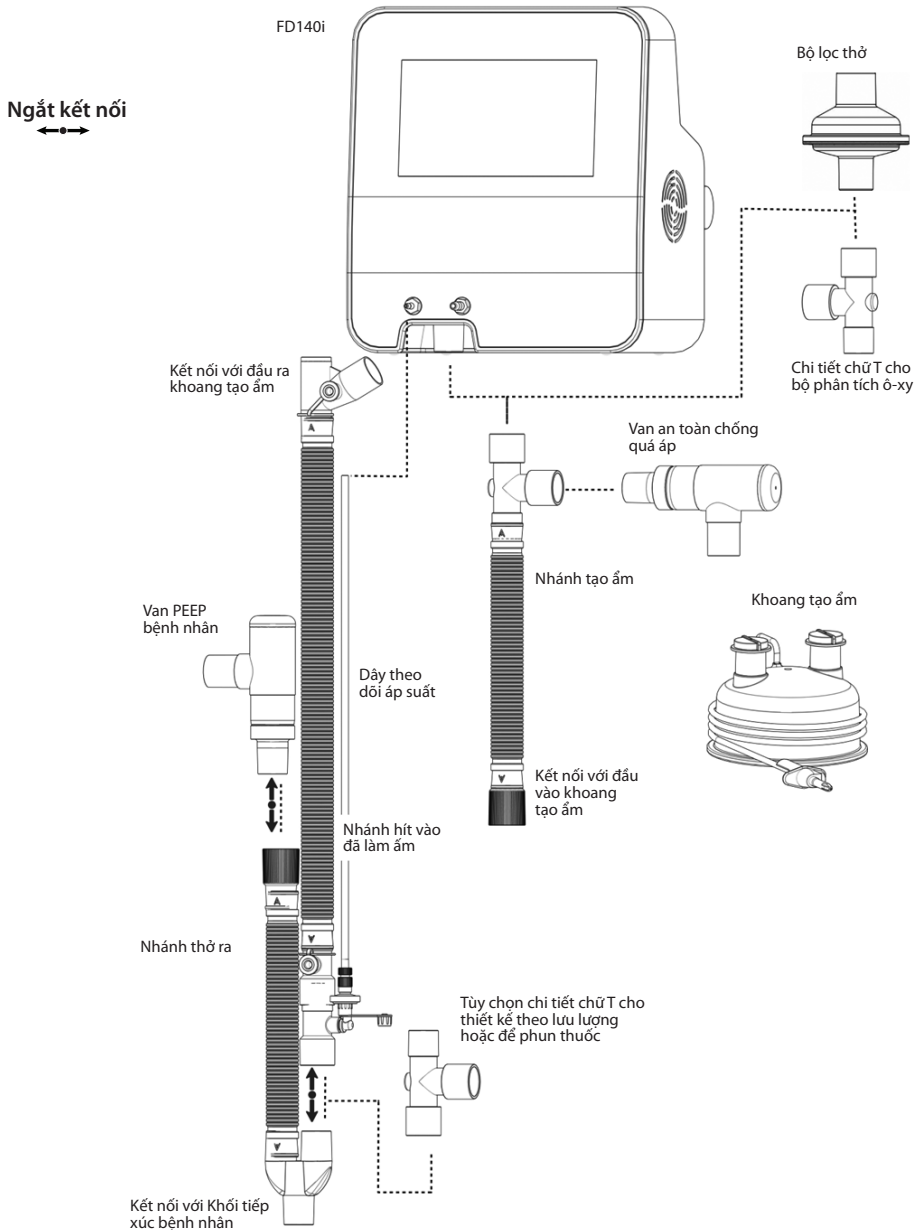 FD140i
Bộ lọc thở
Ngắt kết nối
Kết nối với đầu ra
khoang tạo ẩm
Chi tiết chữ T cho
bộ phân tích ô-xy
Van an toàn chống
quá áp
Nhánh tạo ẩm
Van PEEP
bệnh nhân
Khoang tạo ẩm
Dây theo
dõi áp suất
Kết nối với đầu
vào khoang
tạo ẩm
Nhánh hít vào
đã làm ấm
Nhánh thở ra
Tùy chọn chi tiết chữ T cho
thiết kế theo lưu lượng
hoặc để phun thuốc
Kết nối với Khối tiếp
xúc bệnh nhân